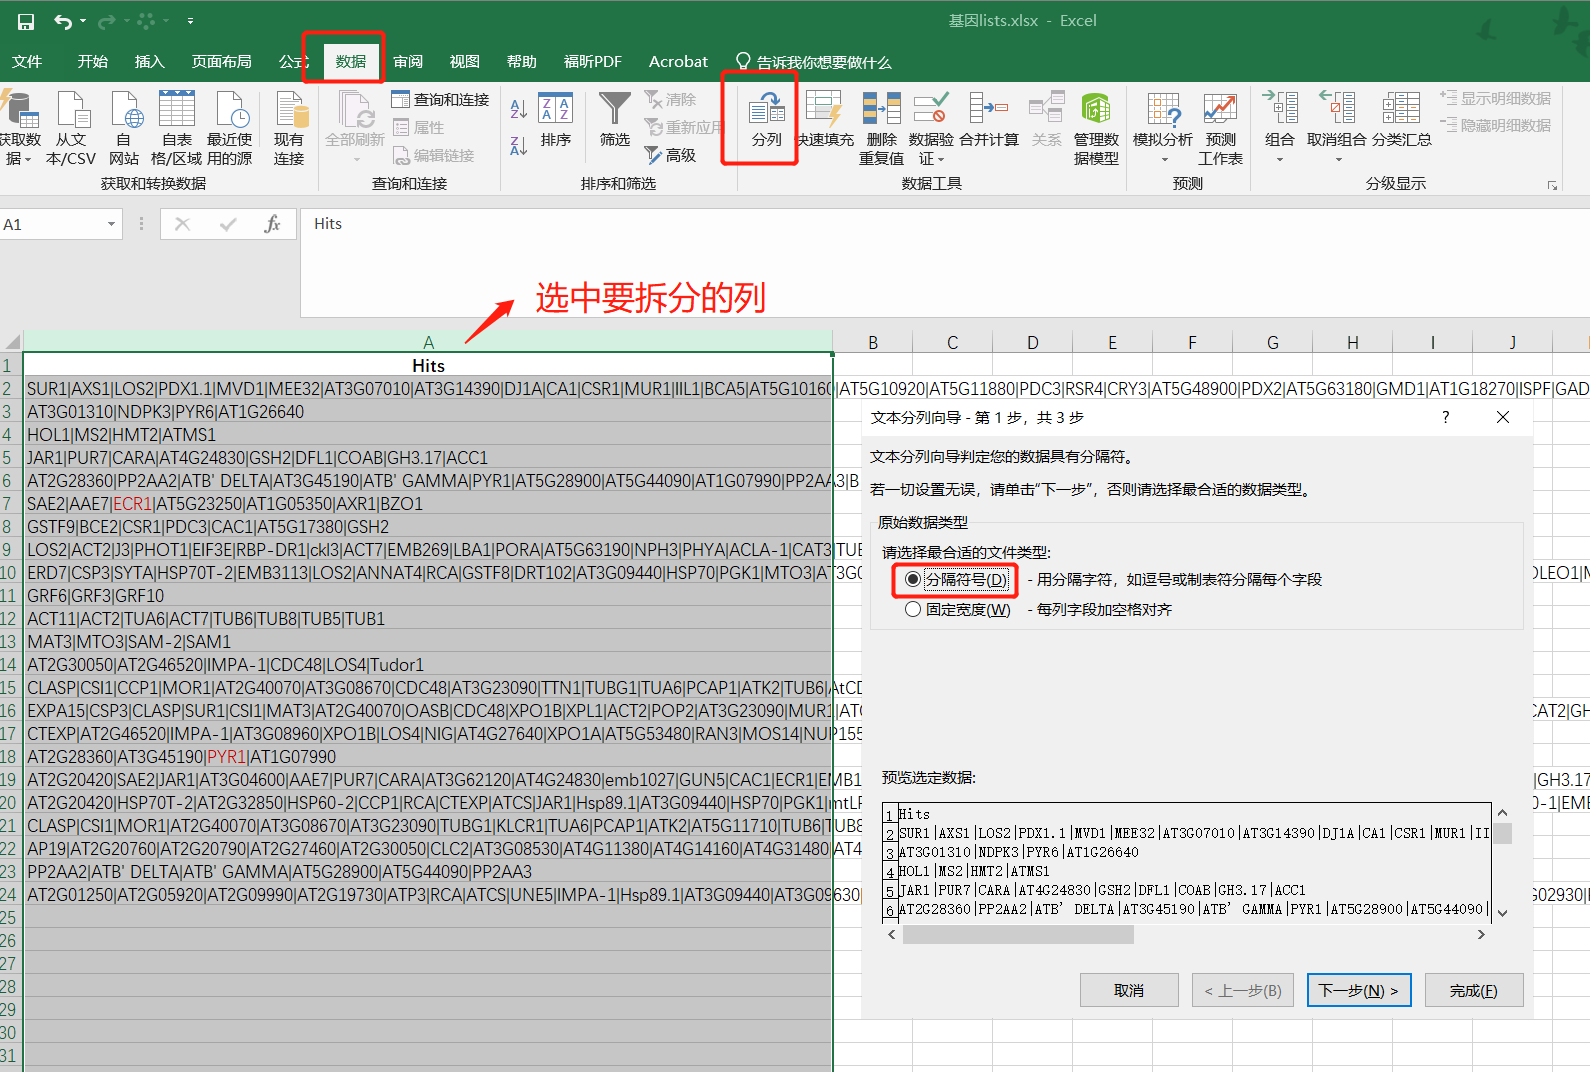 基因lists.xlsx - Excel
文件 开始 插入 页面布局 公式 数据 审阅 视图 帮助 福昕PDF Acrobat 告诉我你想要做什么
获取数据 从文本/CSV 自网站 自表格/区域 最近使用的源 现有连接
获取和转换数据
全部刷新 查询和连接 属性 编辑链接
查询和连接
排序 筛选 清除 重新应用 高级
排序和筛选
分列 快速填充 删除重复值 数据验证 合并计算 关系 管理数据模型
数据工具
模拟分析 预测工作表
预测
组合 取消组合 分类汇总 显示明细数据 隐藏明细数据
分级显示
A1 fx Hits
选中要拆分的列
A B C D E F G H I J
1 Hits
2 SUR1|AXS1|LOS2|PDX1.1|MVD1|MEE32|AT3G07010|AT3G14390|DJ1A|CA1|CSR1|MUR1|IIL1|BCA5|AT5G10160|AT5G10920|AT5G11880|PDC3|RSR4|CRY3|AT5G48900|PDX2|AT5G63180|GMD1|AT1G18270|ISPF|GAD
3 AT3G01310|NDPK3|PYR6|AT1G26640
4 HOL1|MS2|HMT2|ATMS1
5 JAR1|PUR7|CARA|AT4G24830|GSH2|DFL1|COAB|GH3.17|ACC1
6 AT2G28360|PP2AA2|ATB' DELTA|AT3G45190|ATB' GAMMA|PYR1|AT5G28900|AT5G44090|AT1G07990|PP2AA3|B
7 SAE2|AAE7|ECR1|AT5G23250|AT1G05350|AXR1|BZO1
8 GSTF9|BCE2|CSR1|PDC3|CAC1|AT5G17380|GSH2
9 LOS2|ACT2|J3|PHOT1|EIF3E|RBP-DR1|ckl3|ACT7|EMB269|LBA1|PORA|AT5G63190|NPH3|PHYA|ACLA-1|CAT3|TUB
10 ERD7|CSP3|SYTA|HSP70T-2|EMB3113|LOS2|ANNAT4|RCA|GSTF8|DRT102|AT3G09440|HSP70|PGK1|MTO3|AT3G0 OLEO1|M
11 GRF6|GRF3|GRF10
12 ACT11|ACT2|TUA6|ACT7|TUB6|TUB8|TUB5|TUB1
13 MAT3|MTO3|SAM-2|SAM1
14 AT2G30050|AT2G46520|IMPA-1|CDC48|LOS4|Tudor1
15 CLASP|CSI1|CCP1|MOR1|AT2G40070|AT3G08670|CDC48|AT3G23090|TTN1|TUBG1|TUA6|PCAP1|ATK2|TUB6|AtCD
16 EXPA15|CSP3|CLASP|SUR1|CSI1|MAT3|AT2G40070|OASB|CDC48|XPO1B|XPL1|ACT2|POP2|AT3G23090|MUR1|AT CAT2|GH
17 CTEXP|AT2G46520|IMPA-1|AT3G08960|XPO1B|LOS4|NIG|AT4G27640|XPO1A|AT5G53480|RAN3|MOS14|NUP155
18 AT2G28360|AT3G45190|PYR1|AT1G07990
19 AT2G20420|SAE2|JAR1|AT3G04600|AAE7|PUR7|CARA|AT3G62120|AT4G24830|emb1027|GUN5|CAC1|ECR1|EMB1 |GH3.17
20 AT2G20420|HSP70T-2|AT2G32850|HSP60-2|CCP1|RCA|CTEXP|ATCS|JAR1|Hsp89.1|AT3G09440|HSP70|PGK1|mtLP 0-1|EME
21 CLASP|CSI1|MOR1|AT2G40070|AT3G08670|AT3G23090|TUBG1|KLCR1|TUA6|PCAP1|ATK2|AT5G11710|TUB6|TUB8
22 AP19|AT2G20760|AT2G20790|AT2G27460|AT2G30050|CLC2|AT3G08530|AT4G11380|AT4G14160|AT4G31480|AT4
23 PP2AA2|ATB' DELTA|ATB' GAMMA|AT5G28900|AT5G44090|PP2AA3
24 AT2G01250|AT2G05920|AT2G09990|AT2G19730|ATP3|RCA|ATCS|UNE5|IMPA-1|Hsp89.1|AT3G09440|AT3G09630| G02930|F
25
26
27
28
29
30
31
文本分列向导 - 第 1 步，共 3 步 ?
文本分列向导判定您的数据具有分隔符。
若一切设置无误，请单击“下一步”，否则请选择最合适的数据类型。
原始数据类型
请选择最合适的文件类型:
分隔符号(D) - 用分隔字符，如逗号或制表符分隔每个字段
固定宽度(W) - 每列字段加空格对齐
预览选定数据:
1 Hits
2 SUR1|AXS1|LOS2|PDX1.1|MVD1|MEE32|AT3G07010|AT3G14390|DJ1A|CA1|CSR1|MUR1|II
3 AT3G01310|NDPK3|PYR6|AT1G26640
4 HOL1|MS2|HMT2|ATMS1
5 JAR1|PUR7|CARA|AT4G24830|GSH2|DFL1|COAB|GH3.17|ACC1
6 AT2G28360|PP2AA2|ATB' DELTA|AT3G45190|ATB' GAMMA|PYR1|AT5G28900|AT5G44090|
取消 < 上一步(B) 下一步(N) > 完成(F)